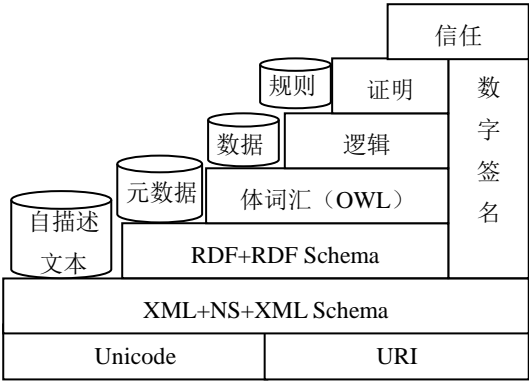 信任
规则
证明
数字签名
数据
逻辑
元数据
体词汇（OWL）
自描述
文本
RDF+RDF Schema
XML+NS+XML Schema
Unicode
URI